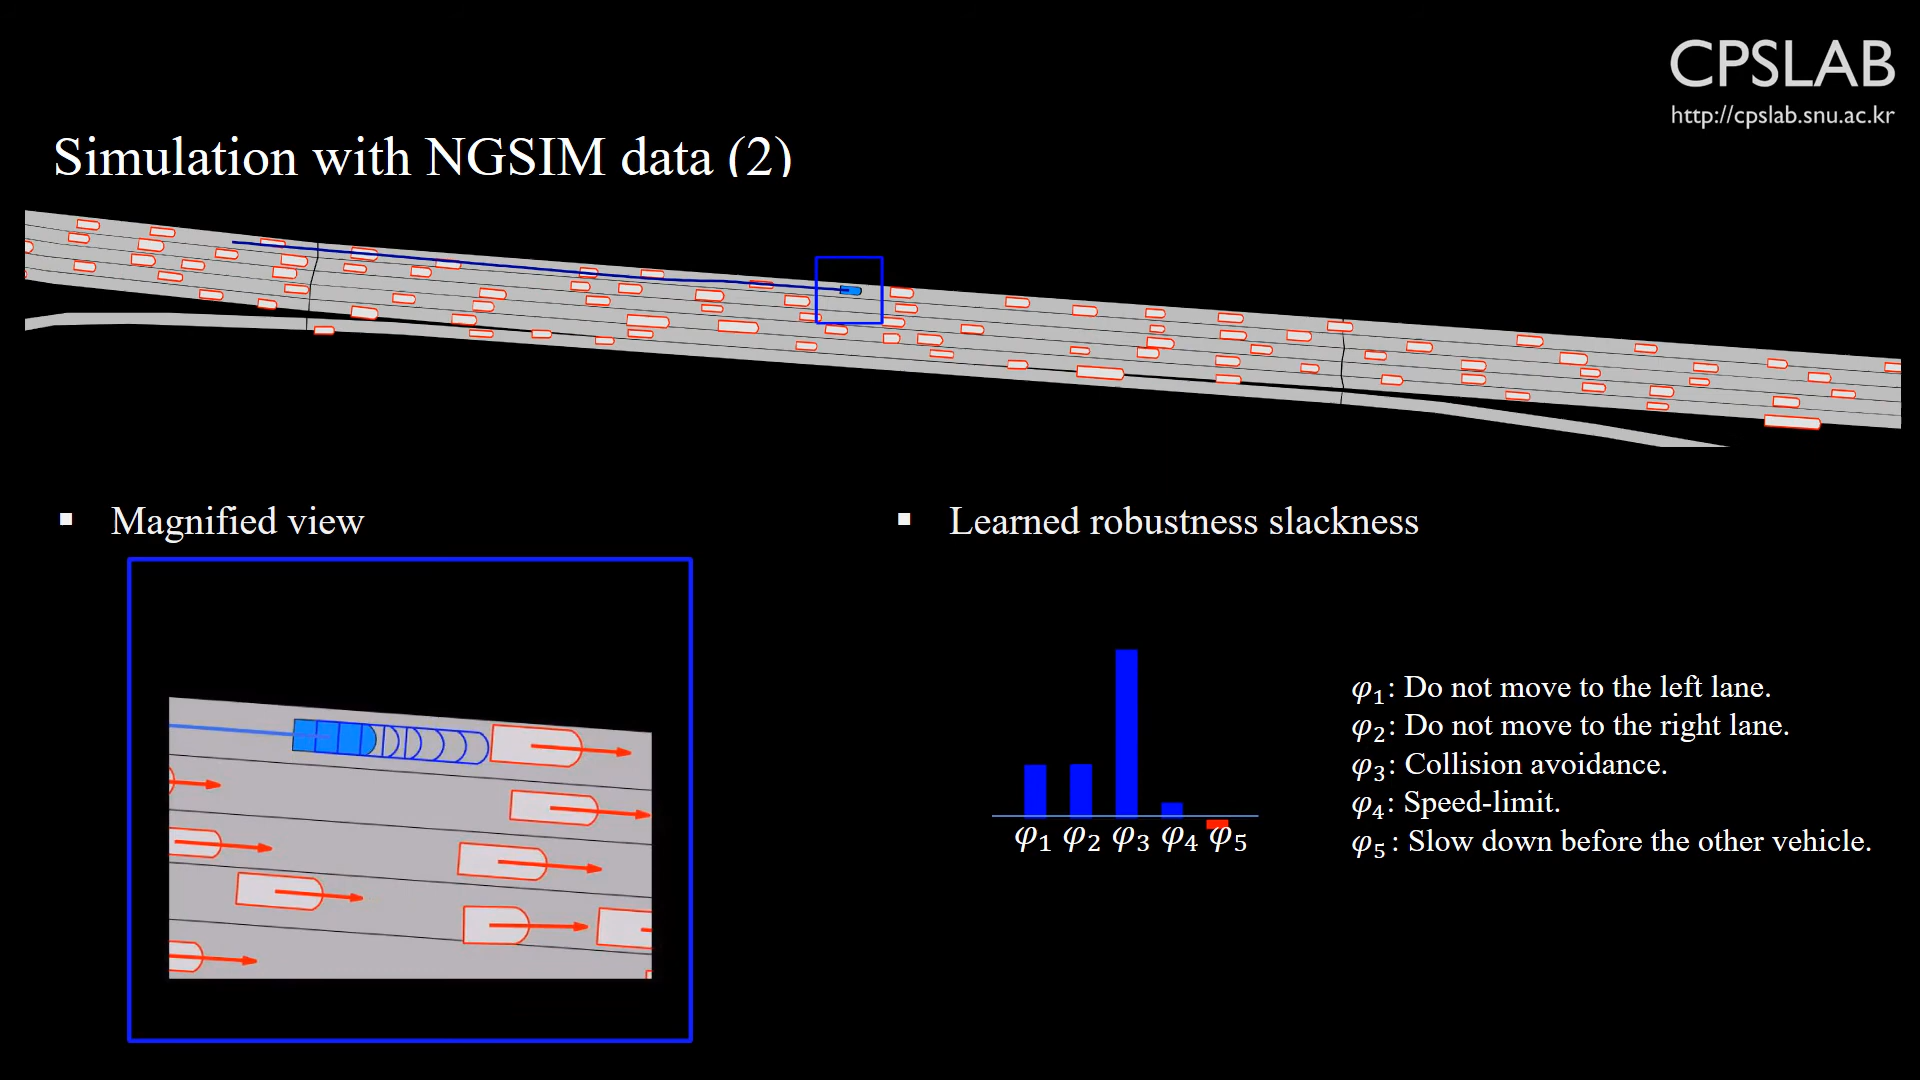 CPSLAB
http://cpslab.snu.ac.kr
Simulation with NGSIM data (2)
▪ Magnified view
▪ Learned robustness slackness
φ₁ φ₂ φ₃ φ₄ φ₅
φ₁: Do not move to the left lane.
φ₂: Do not move to the right lane.
φ₃: Collision avoidance.
φ₄: Speed-limit.
φ₅: Slow down before the other vehicle.